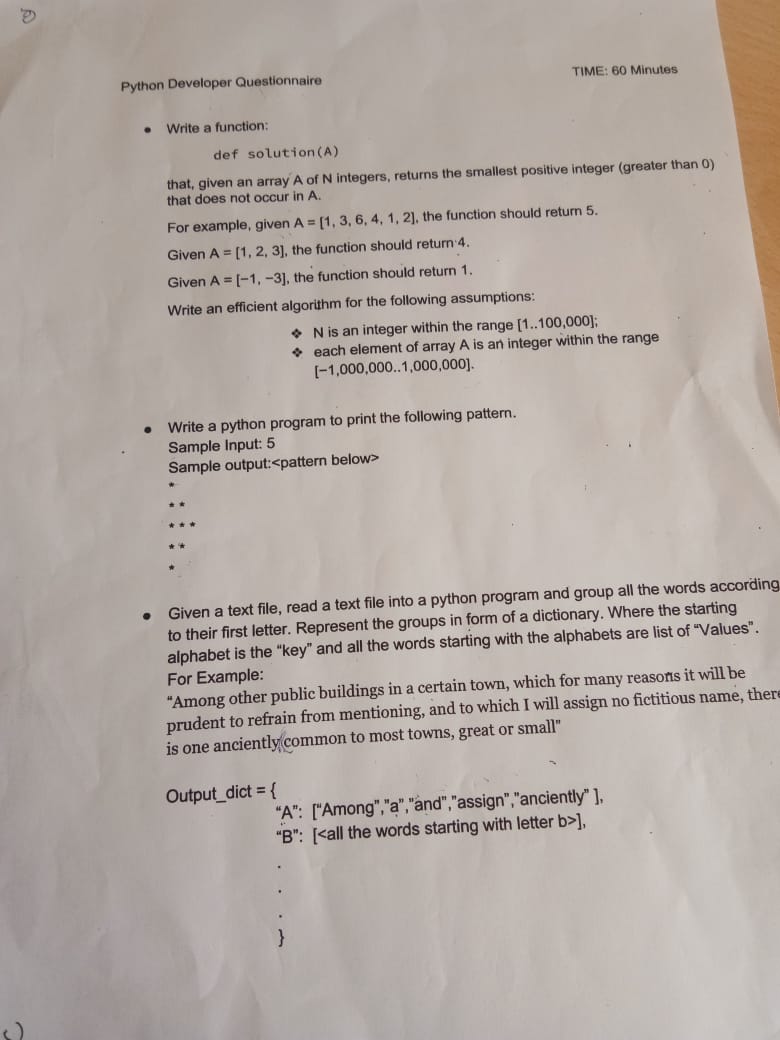 Python Developer Questionnaire
TIME: 60 Minutes
• Write a function:
def solution(A)
that, given an array A of N integers, returns the smallest positive integer (greater than 0)
that does not occur in A.
For example, given A = [1, 3, 6, 4, 1, 2], the function should return 5.
Given A = [1, 2, 3], the function should return 4.
Given A = [−1, −3], the function should return 1.
Write an efficient algorithm for the following assumptions:
❖ N is an integer within the range [1..100,000];
❖ each element of array A is an integer within the range
[−1,000,000..1,000,000].
• Write a python program to print the following pattern.
Sample Input: 5
Sample output:<pattern below>
*
* *
* * *
* *
*
• Given a text file, read a text file into a python program and group all the words according
to their first letter. Represent the groups in form of a dictionary. Where the starting
alphabet is the “key” and all the words starting with the alphabets are list of “Values”.
For Example:
“Among other public buildings in a certain town, which for many reasons it will be
prudent to refrain from mentioning, and to which I will assign no fictitious name, there
is one anciently common to most towns, great or small”
Output_dict = {
“A”: [“Among”,”a”,”and”,”assign”,”anciently” ],
“B”: [<all the words starting with letter b>],
.
.
.
}